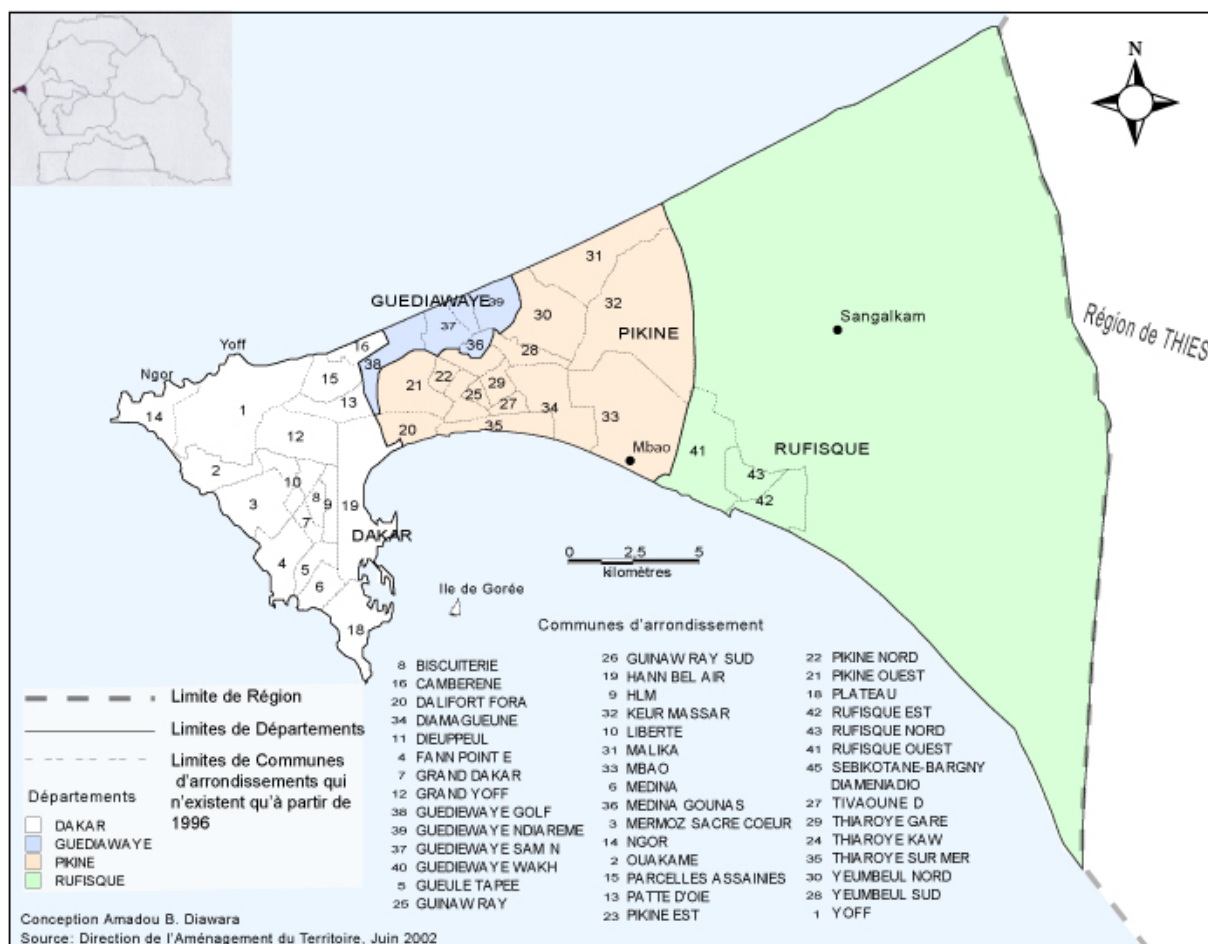 N
31
GUEDIAWAYE
39
30
32
37
Sangalkam
Région de THIES
Yoff
16
36
PIKINE
28
Ngor
38
15
22
29
21
14
1
13
25
27
34
33
20
35
12
Mbao
41
RUFISQUE
2
43
10
8
3
9
19
42
7
DAKAR
0 2,5 5
kilomètres
4
5
6
Ile de Gorée
18
Communes d'arrondissement
8 BISCUITERIE
16 CAMBERENE
20 DALIFORT FORA
34 DIAMAGUEUNE
11 DIEUPPEUL
4 FANN POINT E
7 GRAND DAKAR
12 GRAND YOFF
38 GUEDIEWAYE GOLF
39 GUEDIEWAYE NDIAREME
37 GUEDIEWAYE SAM N
40 GUEDIEWAYE WAKH
5 GUEULE TAPEE
25 GUINAW RAY
26 GUINAW RAY SUD
19 HANN BEL AIR
9 HLM
32 KEUR MASSAR
10 LIBERTE
31 MALIKA
33 MBAO
6 MEDINA
36 MEDINA GOUNAS
3 MERMOZ SACRE COEUR
14 NGOR
2 OUAKAME
15 PARCELLES ASSAINIES
13 PATTE D'OIE
23 PIKINE EST
22 PIKINE NORD
21 PIKINE OUEST
18 PLATEAU
42 RUFISQUE EST
43 RUFISQUE NORD
41 RUFISQUE OUEST
45 SEBIKOTANE-BARGNY
DIAMENIADIO
27 TIVAOUNE D
29 THIAROYE GARE
24 THIAROYE KAW
35 THIAROYE SUR MER
30 YEUMBEUL NORD
28 YEUMBEUL SUD
1 YOFF
Limite de Région
Limites de Départements
Limites de Communes
d'arrondissements qui
n'existent qu'à partir de
1996
Départements
DAKAR
GUEDIAWAYE
PIKINE
RUFISQUE
Conception Amadou B. Diawara
Source: Direction de l'Aménagement du Territoire, Juin 2002